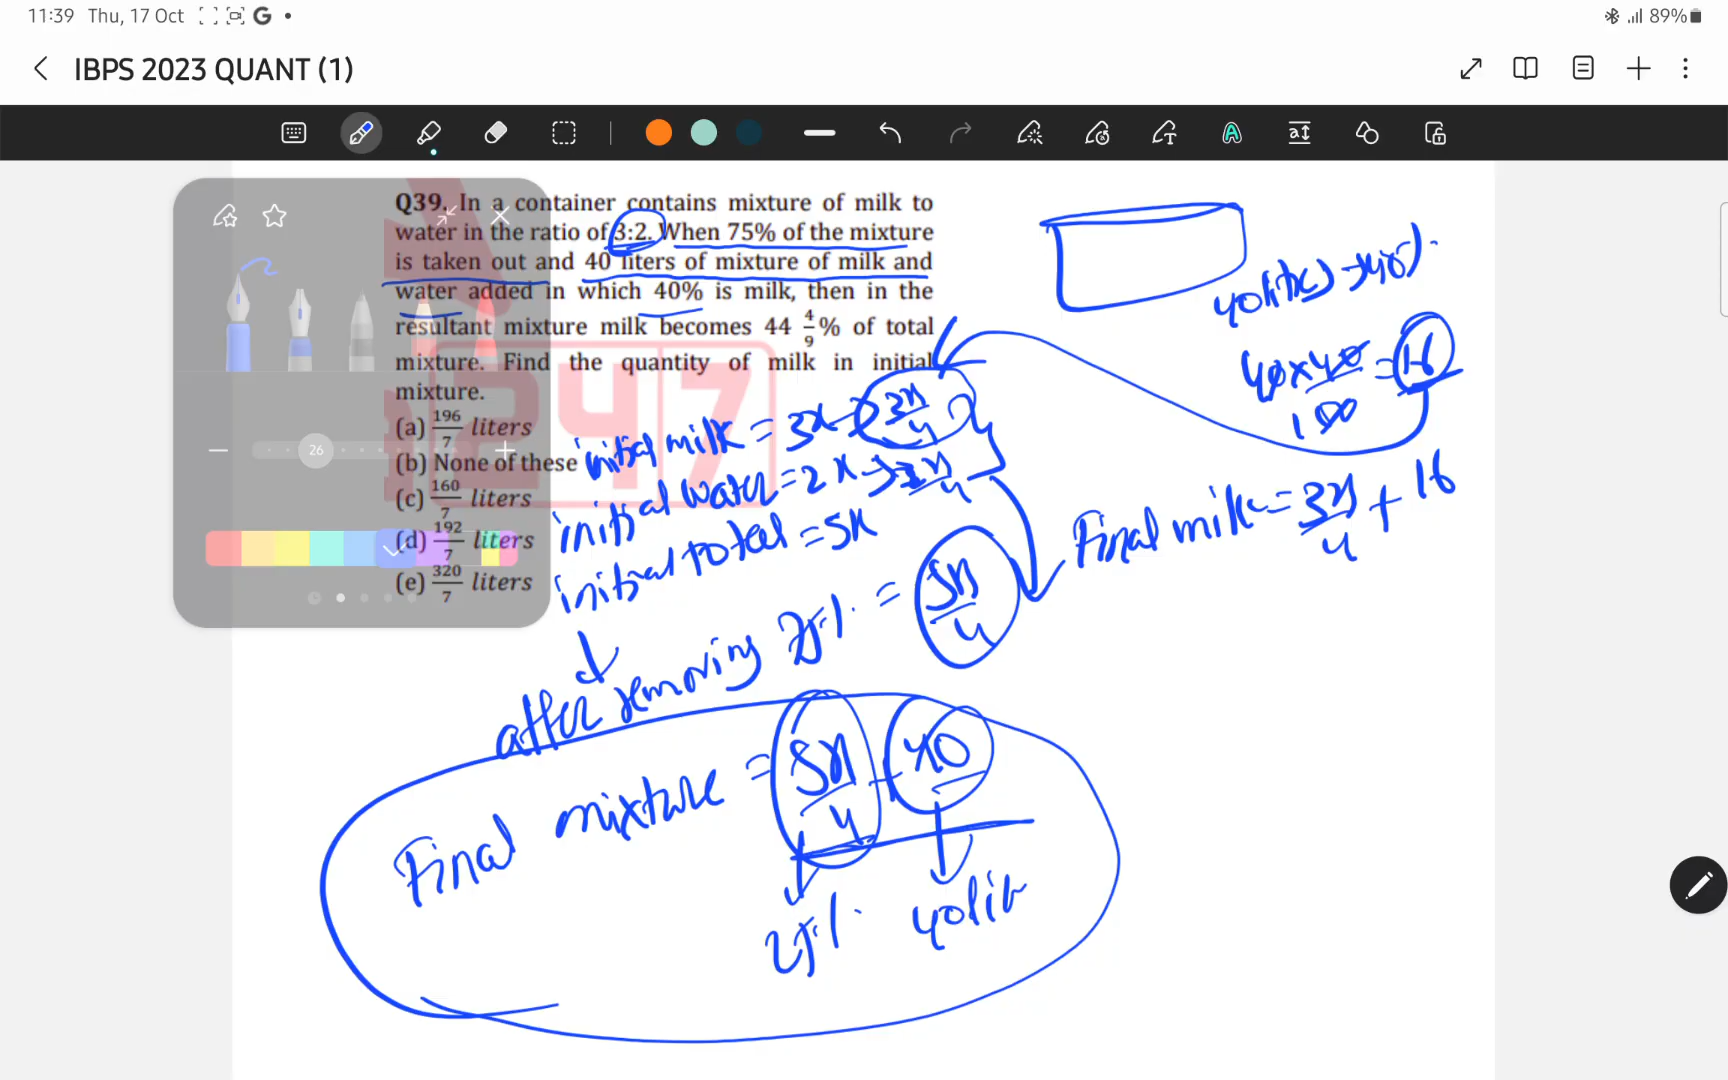 11:39 Thu, 17 Oct
89%
IBPS 2023 QUANT (1)
Q39. In a container contains mixture of milk to
water in the ratio of 3:2. When 75% of the mixture
is taken out and 40 liters of mixture of milk and
water added in which 40% is milk, then in the
resultant mixture milk becomes 44 4/9% of total
mixture. Find the quantity of milk in initial
mixture.
(a) 196/7 liters
(b) None of these
(c) 160/7 liters
(d) 192/7 liters
(e) 320/7 liters
26
247
initial milk = 3x → 3x/4
initial water = 2x → 2x/4
initial total = 5x
after removing 75%. = 5x/4
Final mixture = 5x/4 + 40
25%. 40lit
40 × 40/100 = 16
Final milk = 3x/4 + 16